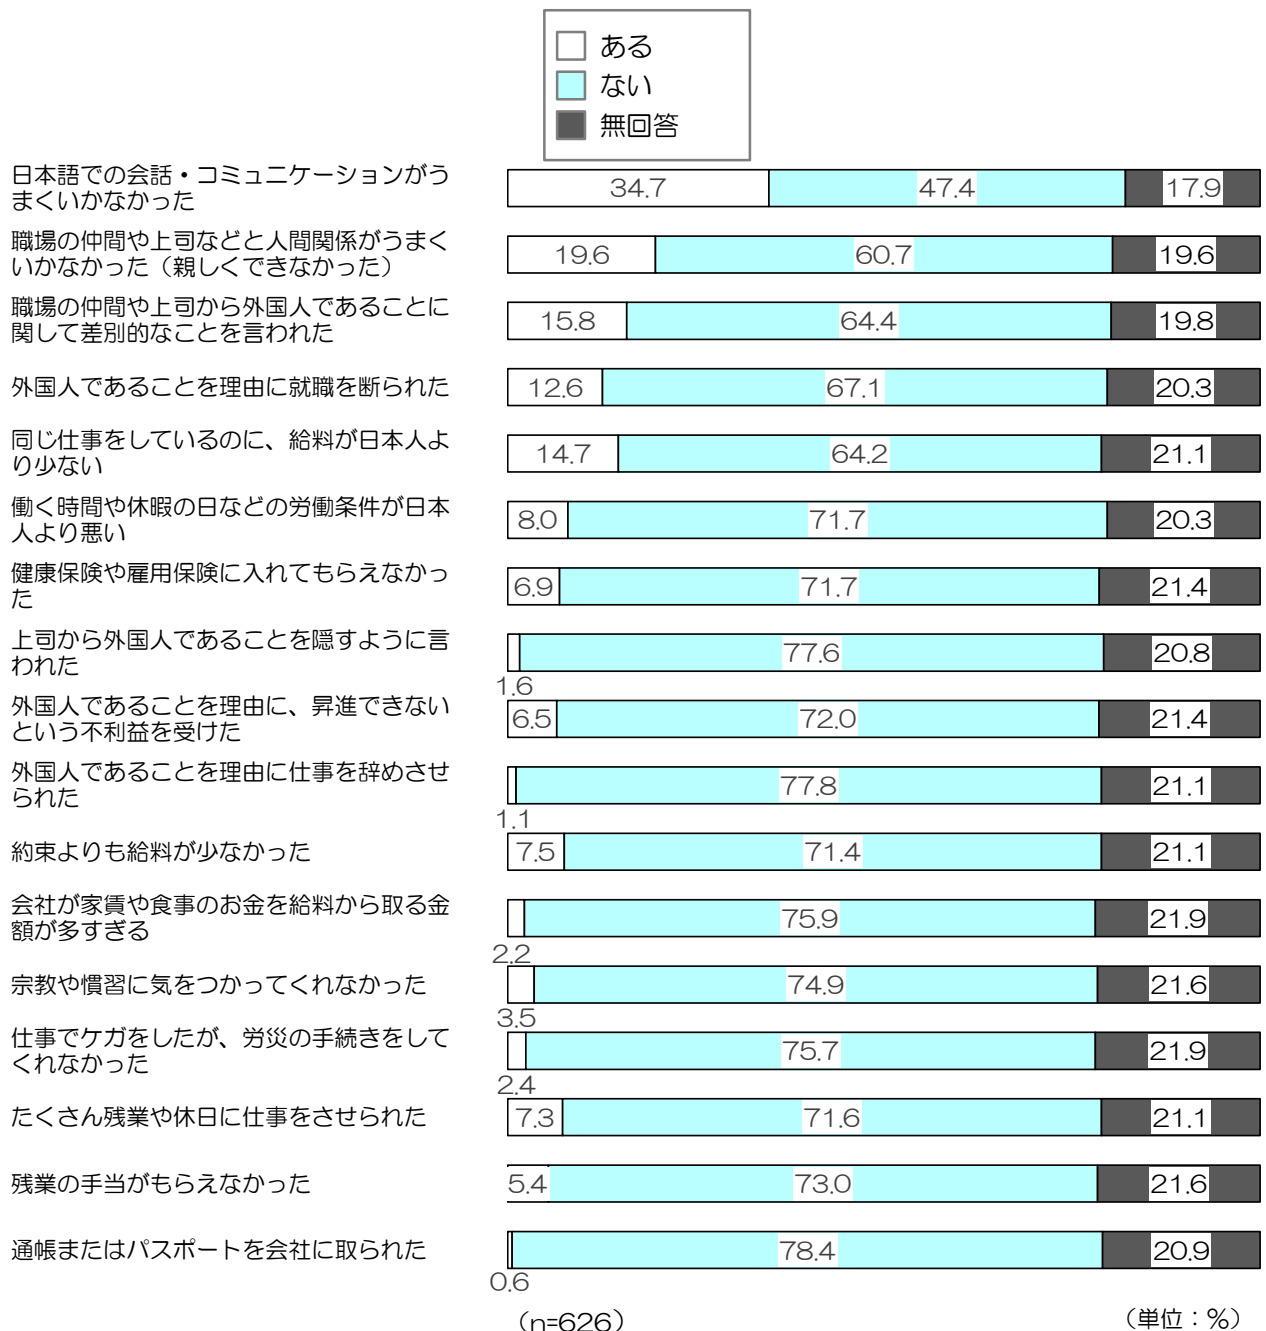 ある
ない
無回答
日本語での会話・コミュニケーションがう
まくいかなかった
34.7 47.4 17.9
職場の仲間や上司などと人間関係がうまく
いかなかった（親しくできなかった）
19.6 60.7 19.6
職場の仲間や上司から外国人であることに
関して差別的なことを言われた
15.8 64.4 19.8
外国人であることを理由に就職を断られた
12.6 67.1 20.3
同じ仕事をしているのに、給料が日本人よ
り少ない
14.7 64.2 21.1
働く時間や休暇の日などの労働条件が日本
人より悪い
8.0 71.7 20.3
健康保険や雇用保険に入れてもらえなかっ
た
6.9 71.7 21.4
上司から外国人であることを隠すように言
われた
1.6 77.6 20.8
外国人であることを理由に、昇進できない
という不利益を受けた
6.5 72.0 21.4
外国人であることを理由に仕事を辞めさせ
られた
1.1 77.8 21.1
約束よりも給料が少なかった
7.5 71.4 21.1
会社が家賃や食事のお金を給料から取る金
額が多すぎる
2.2 75.9 21.9
宗教や慣習に気をつかってくれなかった
3.5 74.9 21.6
仕事でケガをしたが、労災の手続きをして
くれなかった
2.4 75.7 21.9
たくさん残業や休日に仕事をさせられた
7.3 71.6 21.1
残業の手当がもらえなかった
5.4 73.0 21.6
通帳またはパスポートを会社に取られた
0.6 78.4 20.9
（n=626） （単位：%）